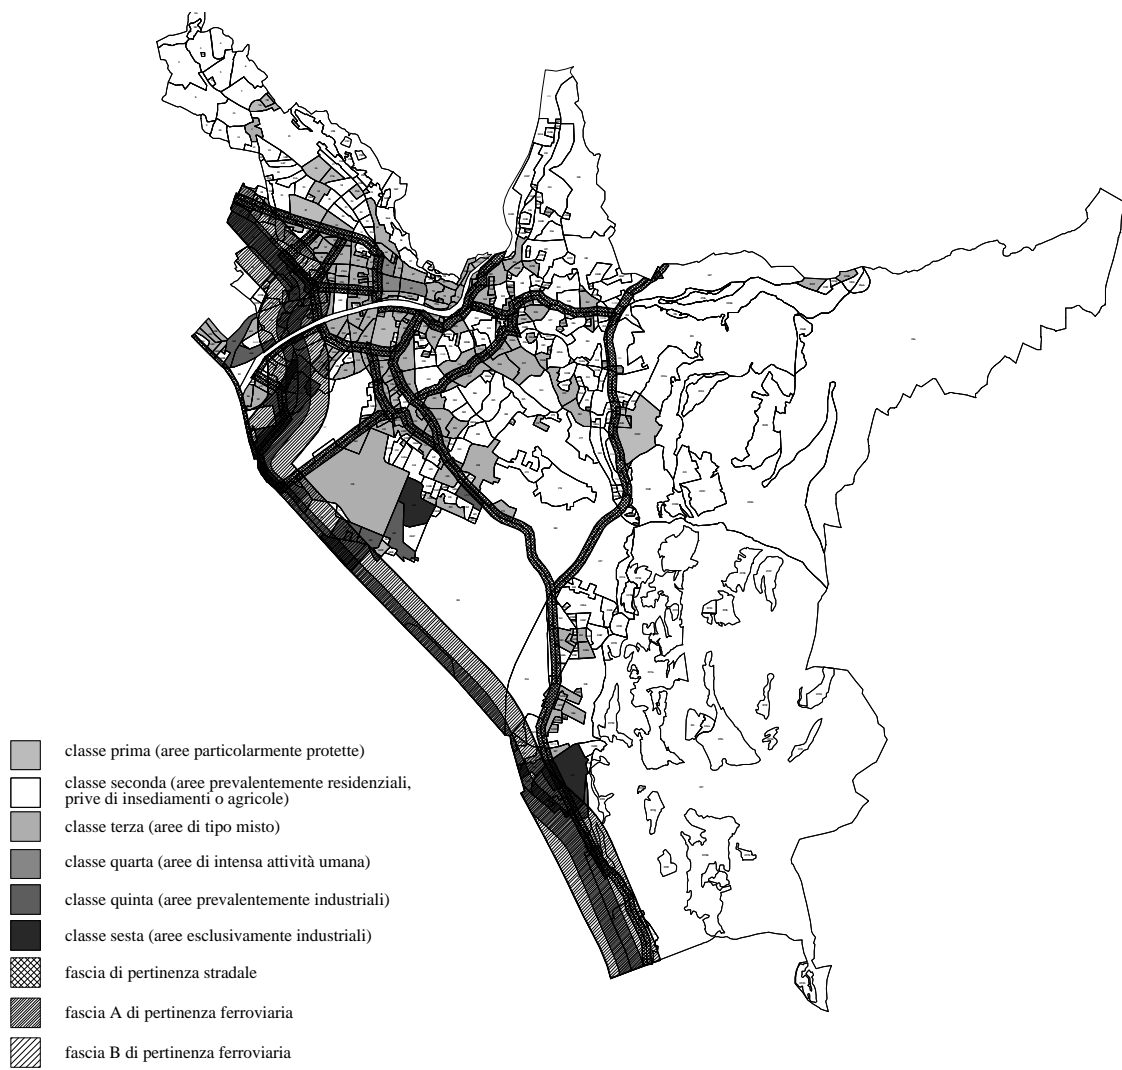 classe prima (aree particolarmente protette)
classe seconda (aree prevalentemente residenziali,
prive di insediamenti o agricole)
classe terza (aree di tipo misto)
classe quarta (aree di intensa attività umana)
classe quinta (aree prevalentemente industriali)
classe sesta (aree esclusivamente industriali)
fascia di pertinenza stradale
fascia A di pertinenza ferroviaria
fascia B di pertinenza ferroviaria